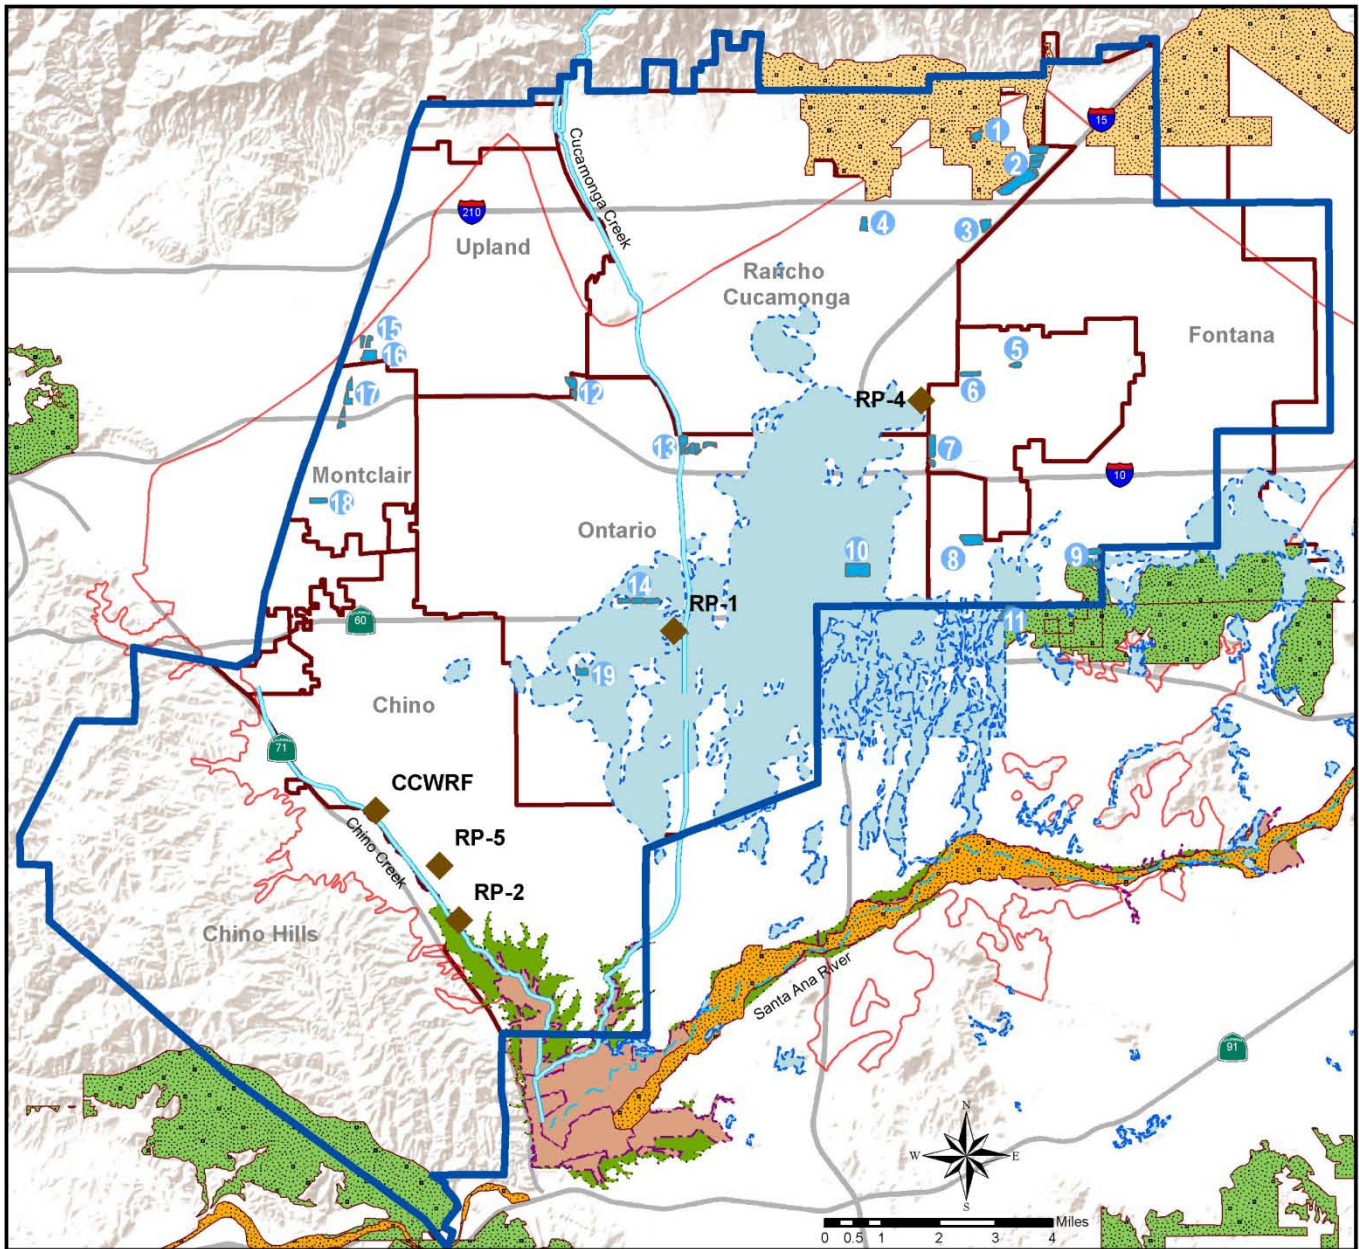 1
15
2
Cucamonga Creek
210
4
3
Upland
Rancho
Cucamonga
Fontana
15
16
5
6
17
12
RP-4
13
7
Montclair
10
18
Ontario
8
9
10
14
RP-1
11
60
19
Chino
71
CCWRF
Chino Creek
RP-5
RP-2
Chino Hills
Santa Ana River
91
N
W
E
S
Miles
0 0.5 1 2 3 4